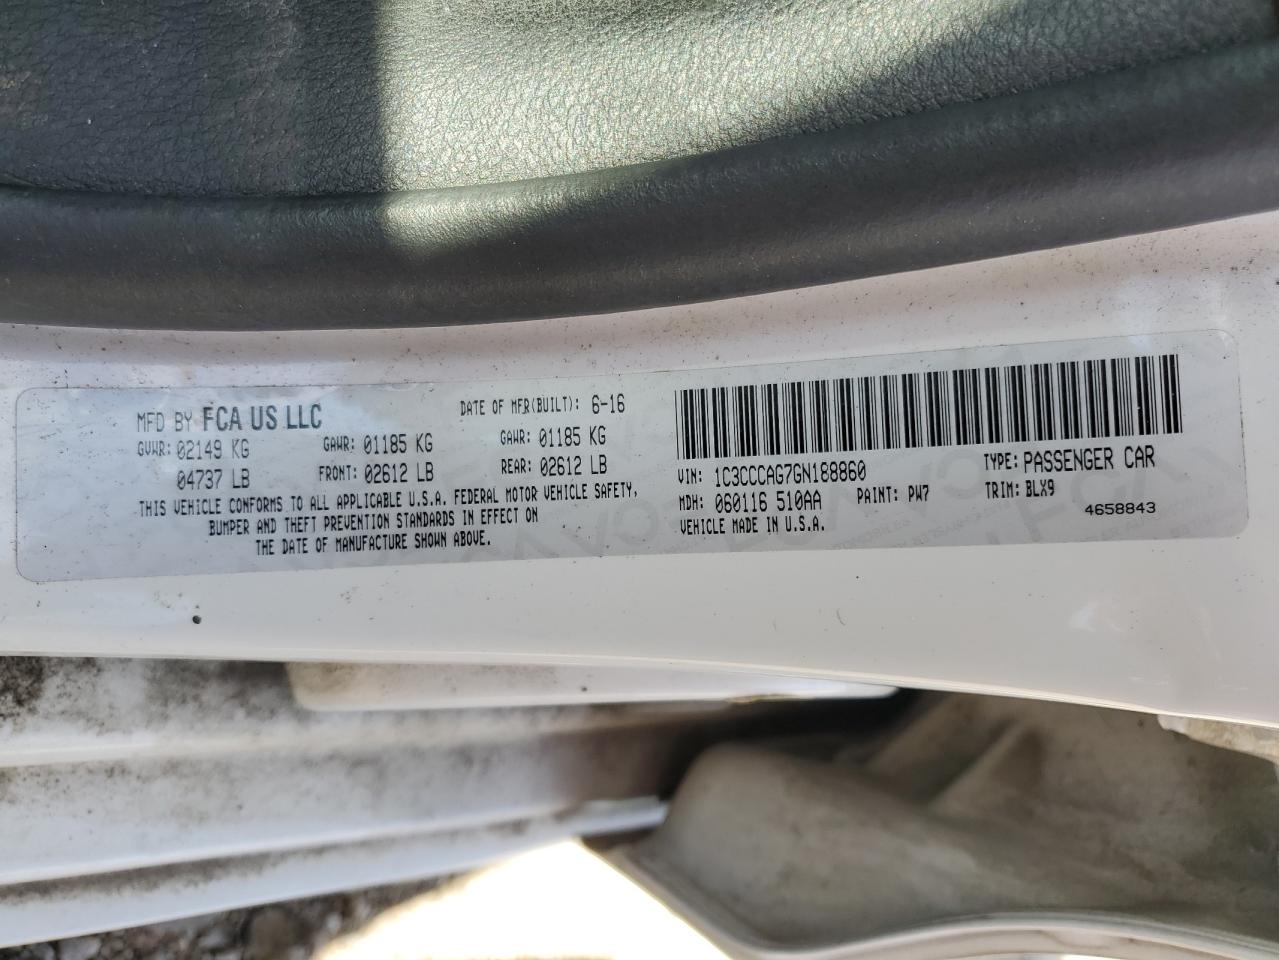 MFD BY FCA US LLC DATE OF MFR(BUILT): 6-16
GVWR: 02149 KG GAWR: 01185 KG GAWR: 01185 KG
04737 LB FRONT: 02612 LB REAR: 02612 LB
THIS VEHICLE CONFORMS TO ALL APPLICABLE U.S.A. FEDERAL MOTOR VEHICLE SAFETY,
BUMPER AND THEFT PREVENTION STANDARDS IN EFFECT ON
THE DATE OF MANUFACTURE SHOWN ABOVE.
VIN: 1C3CCCAG7GN188860 TYPE: PASSENGER CAR
MDH: 060116 510AA PAINT: PW7 TRIM: BLX9
VEHICLE MADE IN U.S.A. 4658843